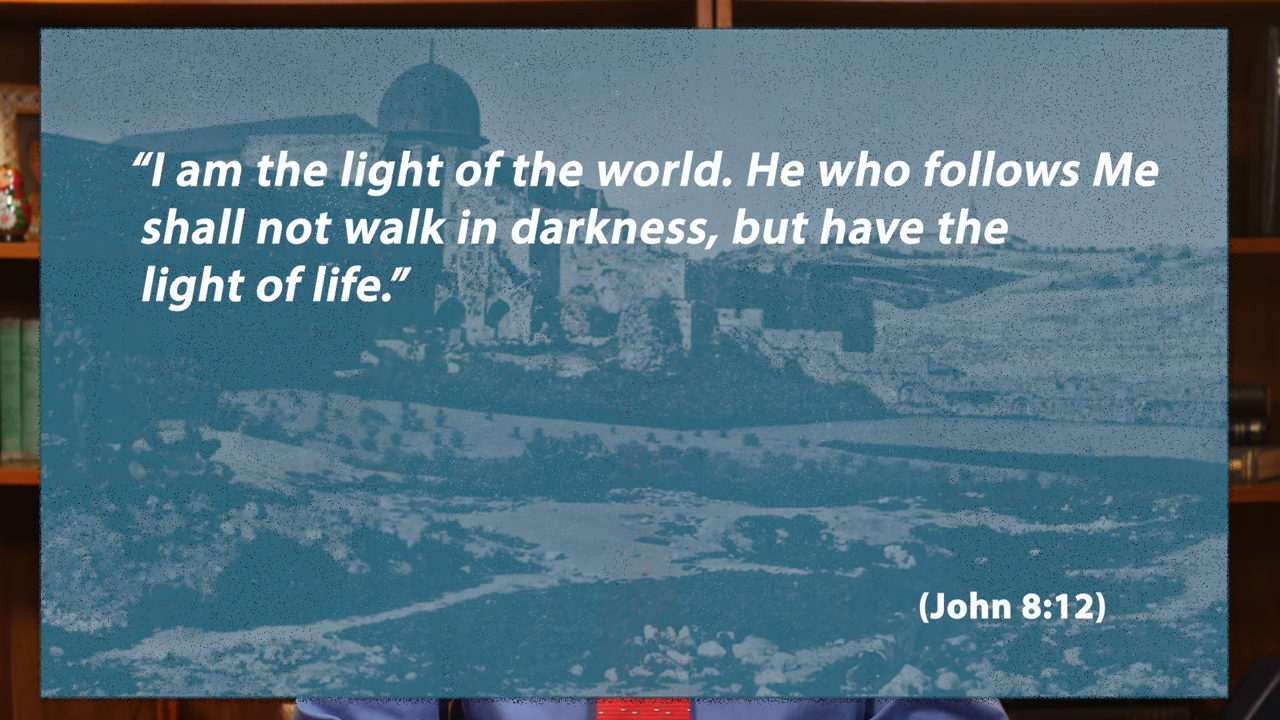 “I am the light of the world. He who follows Me
shall not walk in darkness, but have the
light of life.”
(John 8:12)